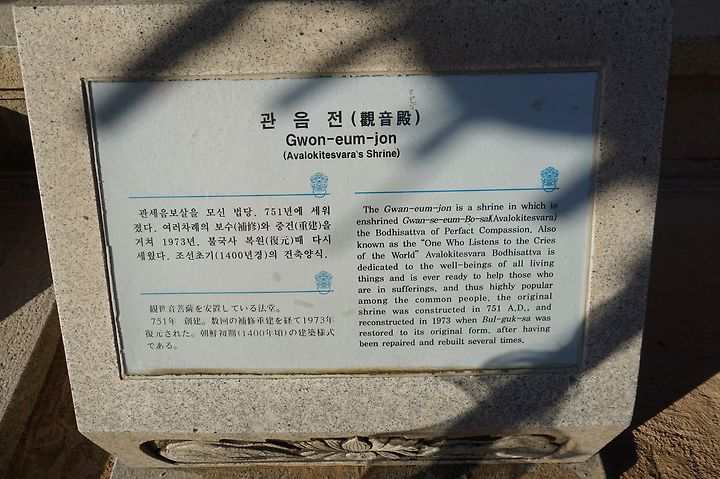 관 음 전 (觀音殿)
Gwon-eum-jon
(Avalokitesvara's Shrine)
관세음보살을 모신 법당. 751년에 세워
졌다. 여러차례의 보수(補修)와 중건(重建)을
거쳐 1973년, 불국사 복원(復元)때 다시
세웠다. 조선초기(1400년경)의 건축양식.
観世音菩薩を安置している法堂。
751年 創建。数回の補修重建を経て1973年
復元された。朝鮮初期(1400年頃)の建築様式
である。
The Gwan-eum-jon is a shrine in which is
enshrined Gwan-se-eum-Bo-sal(Avalokitesvara)
the Bodhisattva of Perfact Compassion. Also
known as the “One Who Listens to the Cries
of the World” Avalokitesvara Bodhisattva is
dedicated to the well-beings of all living
things and is ever ready to help those who
are in sufferings, and thus highly popular
among the common people. the original
shrine was constructed in 751 A.D., and
reconstructed in 1973 when Bul-guk-sa was
restored to its original form, after having
been repaired and rebuilt several times.